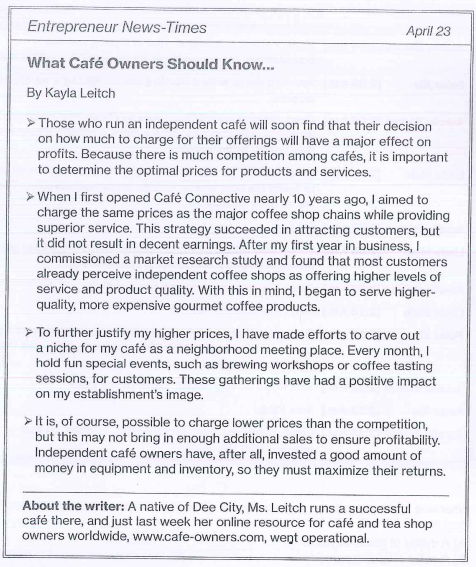 Entrepreneur News-Times
April 23
What Café Owners Should Know...
By Kayla Leitch
➢ Those who run an independent café will soon find that their decision
on how much to charge for their offerings will have a major effect on
profits. Because there is much competition among cafés, it is important
to determine the optimal prices for products and services.
➢ When I first opened Café Connective nearly 10 years ago, I aimed to
charge the same prices as the major coffee shop chains while providing
superior service. This strategy succeeded in attracting customers, but
it did not result in decent earnings. After my first year in business, I
commissioned a market research study and found that most customers
already perceive independent coffee shops as offering higher levels of
service and product quality. With this in mind, I began to serve higher-
quality, more expensive gourmet coffee products.
➢ To further justify my higher prices, I have made efforts to carve out
a niche for my café as a neighborhood meeting place. Every month, I
hold fun special events, such as brewing workshops or coffee tasting
sessions, for customers. These gatherings have had a positive impact
on my establishment's image.
➢ It is, of course, possible to charge lower prices than the competition,
but this may not bring in enough additional sales to ensure profitability.
Independent café owners have, after all, invested a good amount of
money in equipment and inventory, so they must maximize their returns.
About the writer: A native of Dee City, Ms. Leitch runs a successful
café there, and just last week her online resource for café and tea shop
owners worldwide, www.cafe-owners.com, went operational.